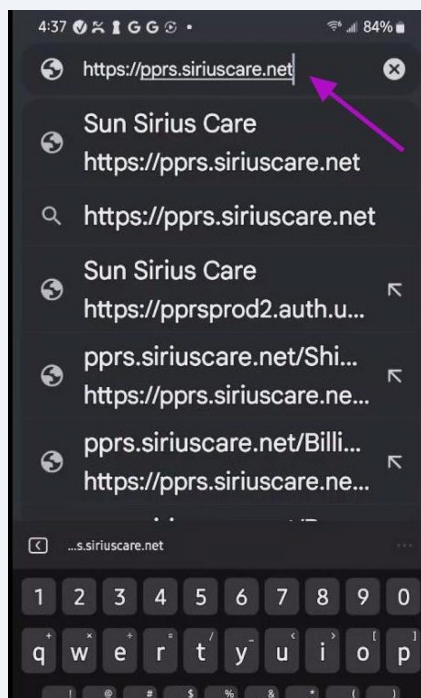 4:37 G G • 84%
https://pprs.siriuscare.net
Sun Sirius Care
https://pprs.siriuscare.net
https://pprs.siriuscare.net
Sun Sirius Care
https://pprsprod2.auth.u...
pprs.siriuscare.net/Shi...
https://pprs.siriuscare.ne...
pprs.siriuscare.net/Billi...
https://pprs.siriuscare.ne...
...s.siriuscare.net
1 2 3 4 5 6 7 8 9 0
+ × ÷ = / _ < > [ ]
q w e r t y u i o p
! @ # $ % & * ( )